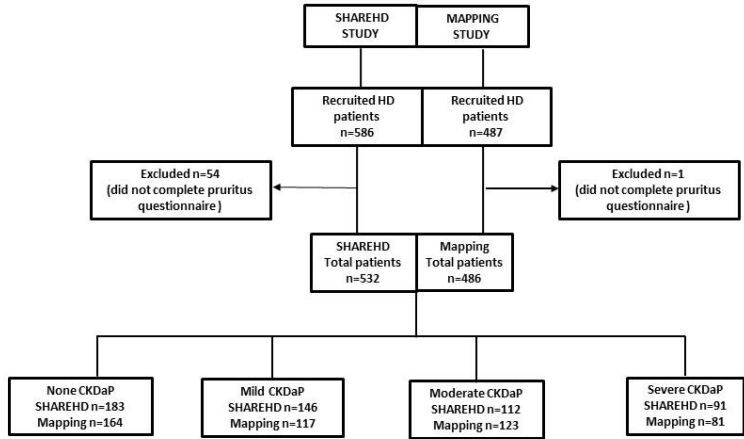 SHAREHD
STUDY
MAPPING
STUDY
Recruited HD
patients
n=586
Recruited HD
patients
n=487
Excluded n=54
(did not complete pruritus
questionnaire )
Excluded n=1
(did not complete pruritus
questionnaire)
SHAREHD
Total patients
n=532
Mapping
Total patients
n=486
None CKDaP
SHAREHD n=183
Mapping n=164
Mild CKDaP
SHAREHD n=146
Mapping n=117
Moderate CKDaP
SHAREHD n=112
Mapping n=123
Severe CKDaP
SHAREHD n=91
Mapping n=81